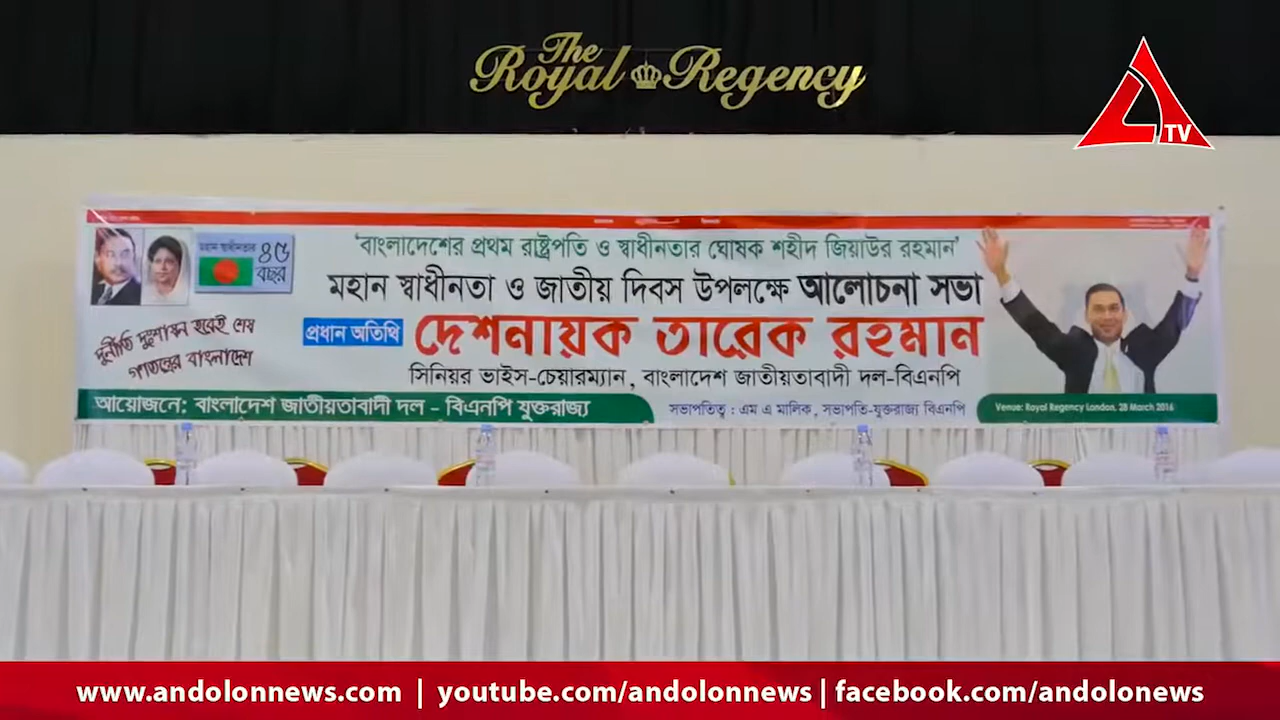 The
Royal Regency
TV
'বাংলাদেশের প্রথম রাষ্ট্রপতি ও স্বাধীনতার ঘোষক শহীদ জিয়াউর রহমান'
মহান স্বাধীনতার
৪৫
বছর
মহান স্বাধীনতা ও জাতীয় দিবস উপলক্ষে আলোচনা সভা
প্রধান অতিথি দেশনায়ক তারেক রহমান
দুর্নীতি দুঃশাসন হবেই শেষ
গণতন্ত্রের বাংলাদেশ
সিনিয়র ভাইস-চেয়ারম্যান, বাংলাদেশ জাতীয়তাবাদী দল-বিএনপি
আয়োজনে: বাংলাদেশ জাতীয়তাবাদী দল - বিএনপি যুক্তরাজ্য
সভাপতিত্ব : এম এ মালিক, সভাপতি-যুক্তরাজ্য বিএনপি
Venue: Royal Regency London, 28 March 2016
www.andolonnews.com | youtube.com/andolonnews | facebook.com/andolonews